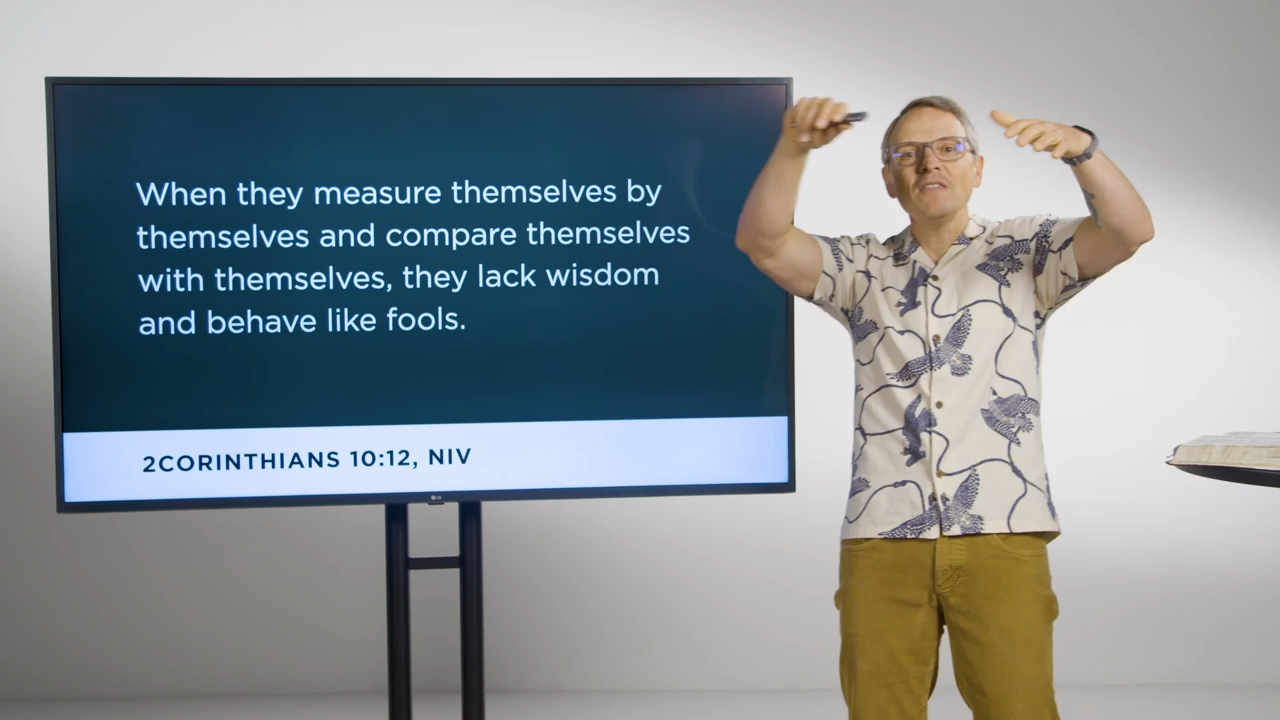 When they measure themselves by
themselves and compare themselves
with themselves, they lack wisdom
and behave like fools.
2CORINTHIANS 10:12, NIV
LG